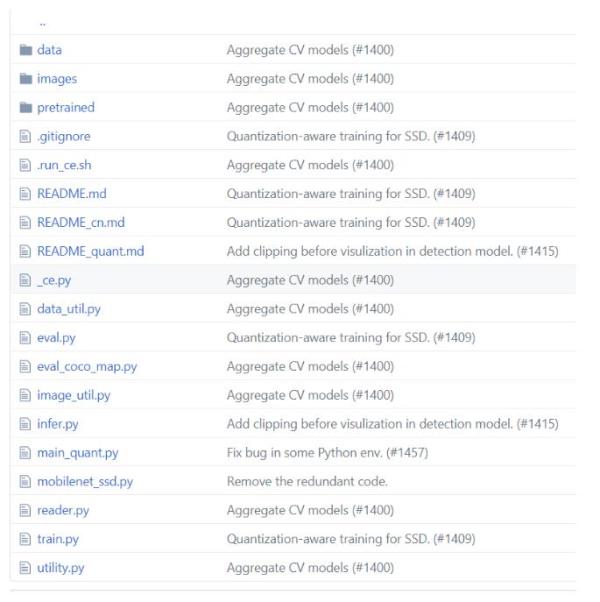 ..
data Aggregate CV models (#1400)
images Aggregate CV models (#1400)
pretrained Aggregate CV models (#1400)
.gitignore Quantization-aware training for SSD. (#1409)
.run_ce.sh Aggregate CV models (#1400)
README.md Quantization-aware training for SSD. (#1409)
README_cn.md Quantization-aware training for SSD. (#1409)
README_quant.md Add clipping before visulization in detection model. (#1415)
_ce.py Aggregate CV models (#1400)
data_util.py Aggregate CV models (#1400)
eval.py Quantization-aware training for SSD. (#1409)
eval_coco_map.py Aggregate CV models (#1400)
image_util.py Aggregate CV models (#1400)
infer.py Add clipping before visulization in detection model. (#1415)
main_quant.py Fix bug in some Python env. (#1457)
mobilenet_ssd.py Remove the redundant code.
reader.py Aggregate CV models (#1400)
train.py Quantization-aware training for SSD. (#1409)
utility.py Aggregate CV models (#1400)